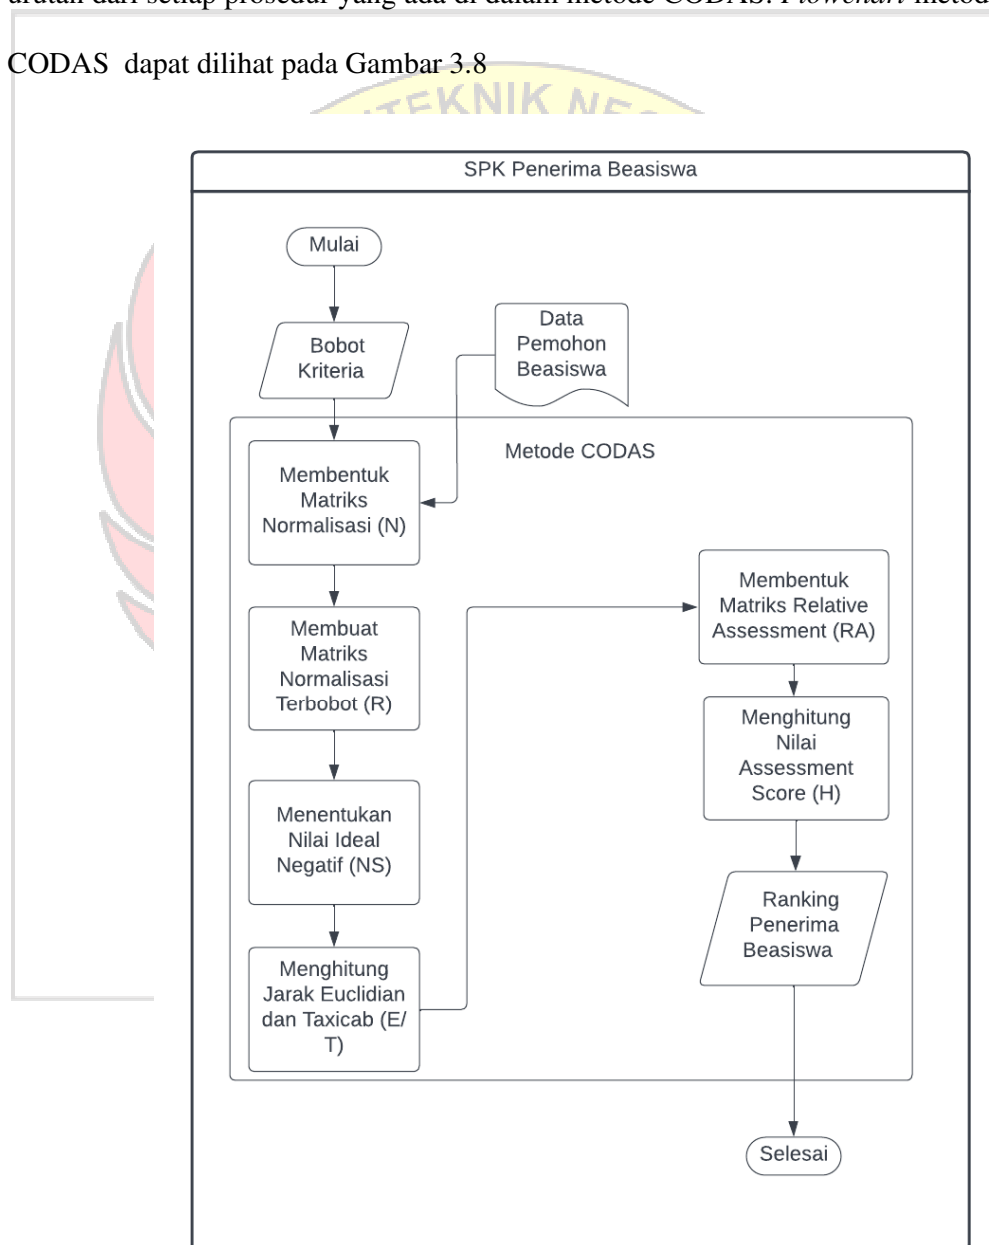 urutan dari setiap prosedur yang ada di dalam metode CODAS. Flowchart metod
CODAS dapat dilihat pada Gambar 3.8
TEKNIK NEG
SPK Penerima Beasiswa
Mulai
Bobot
Kriteria
Data
Pemohon
Beasiswa
Metode CODAS
Membentuk
Matriks
Normalisasi (N)
Membuat
Matriks
Normalisasi
Terbobot (R)
Menentukan
Nilai Ideal
Negatif (NS)
Menghitung
Jarak Euclidian
dan Taxicab (E/
T)
Membentuk
Matriks Relative
Assessment (RA)
Menghitung
Nilai
Assessment
Score (H)
Ranking
Penerima
Beasiswa
Selesai